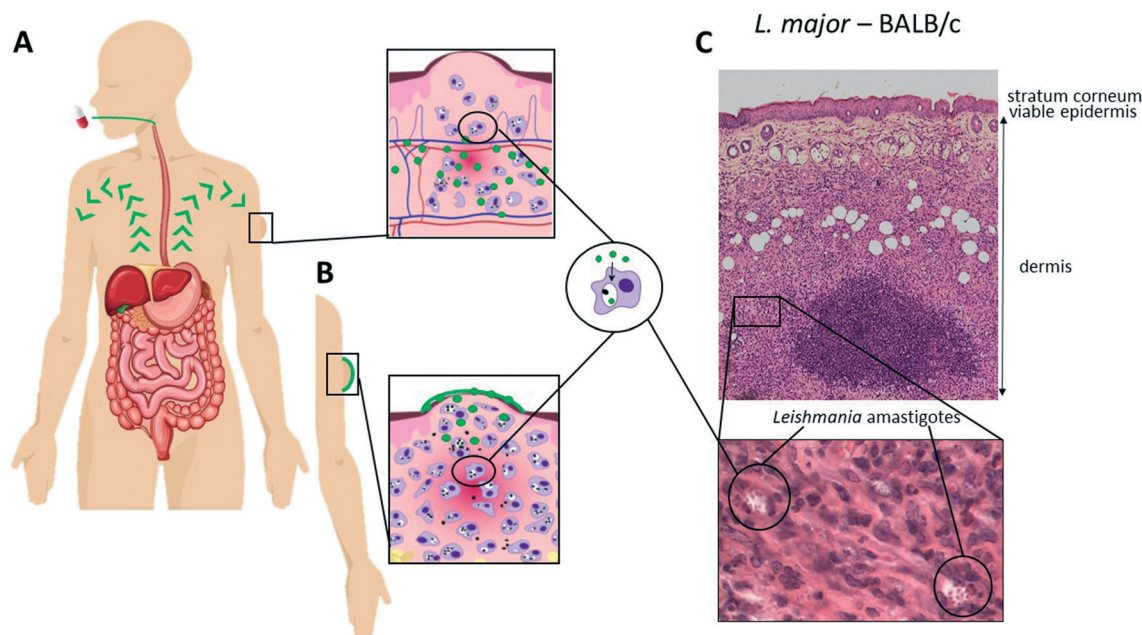 A
B
C
L. major – BALB/c
stratum corneum
viable epidermis
dermis
Leishmania amastigotes